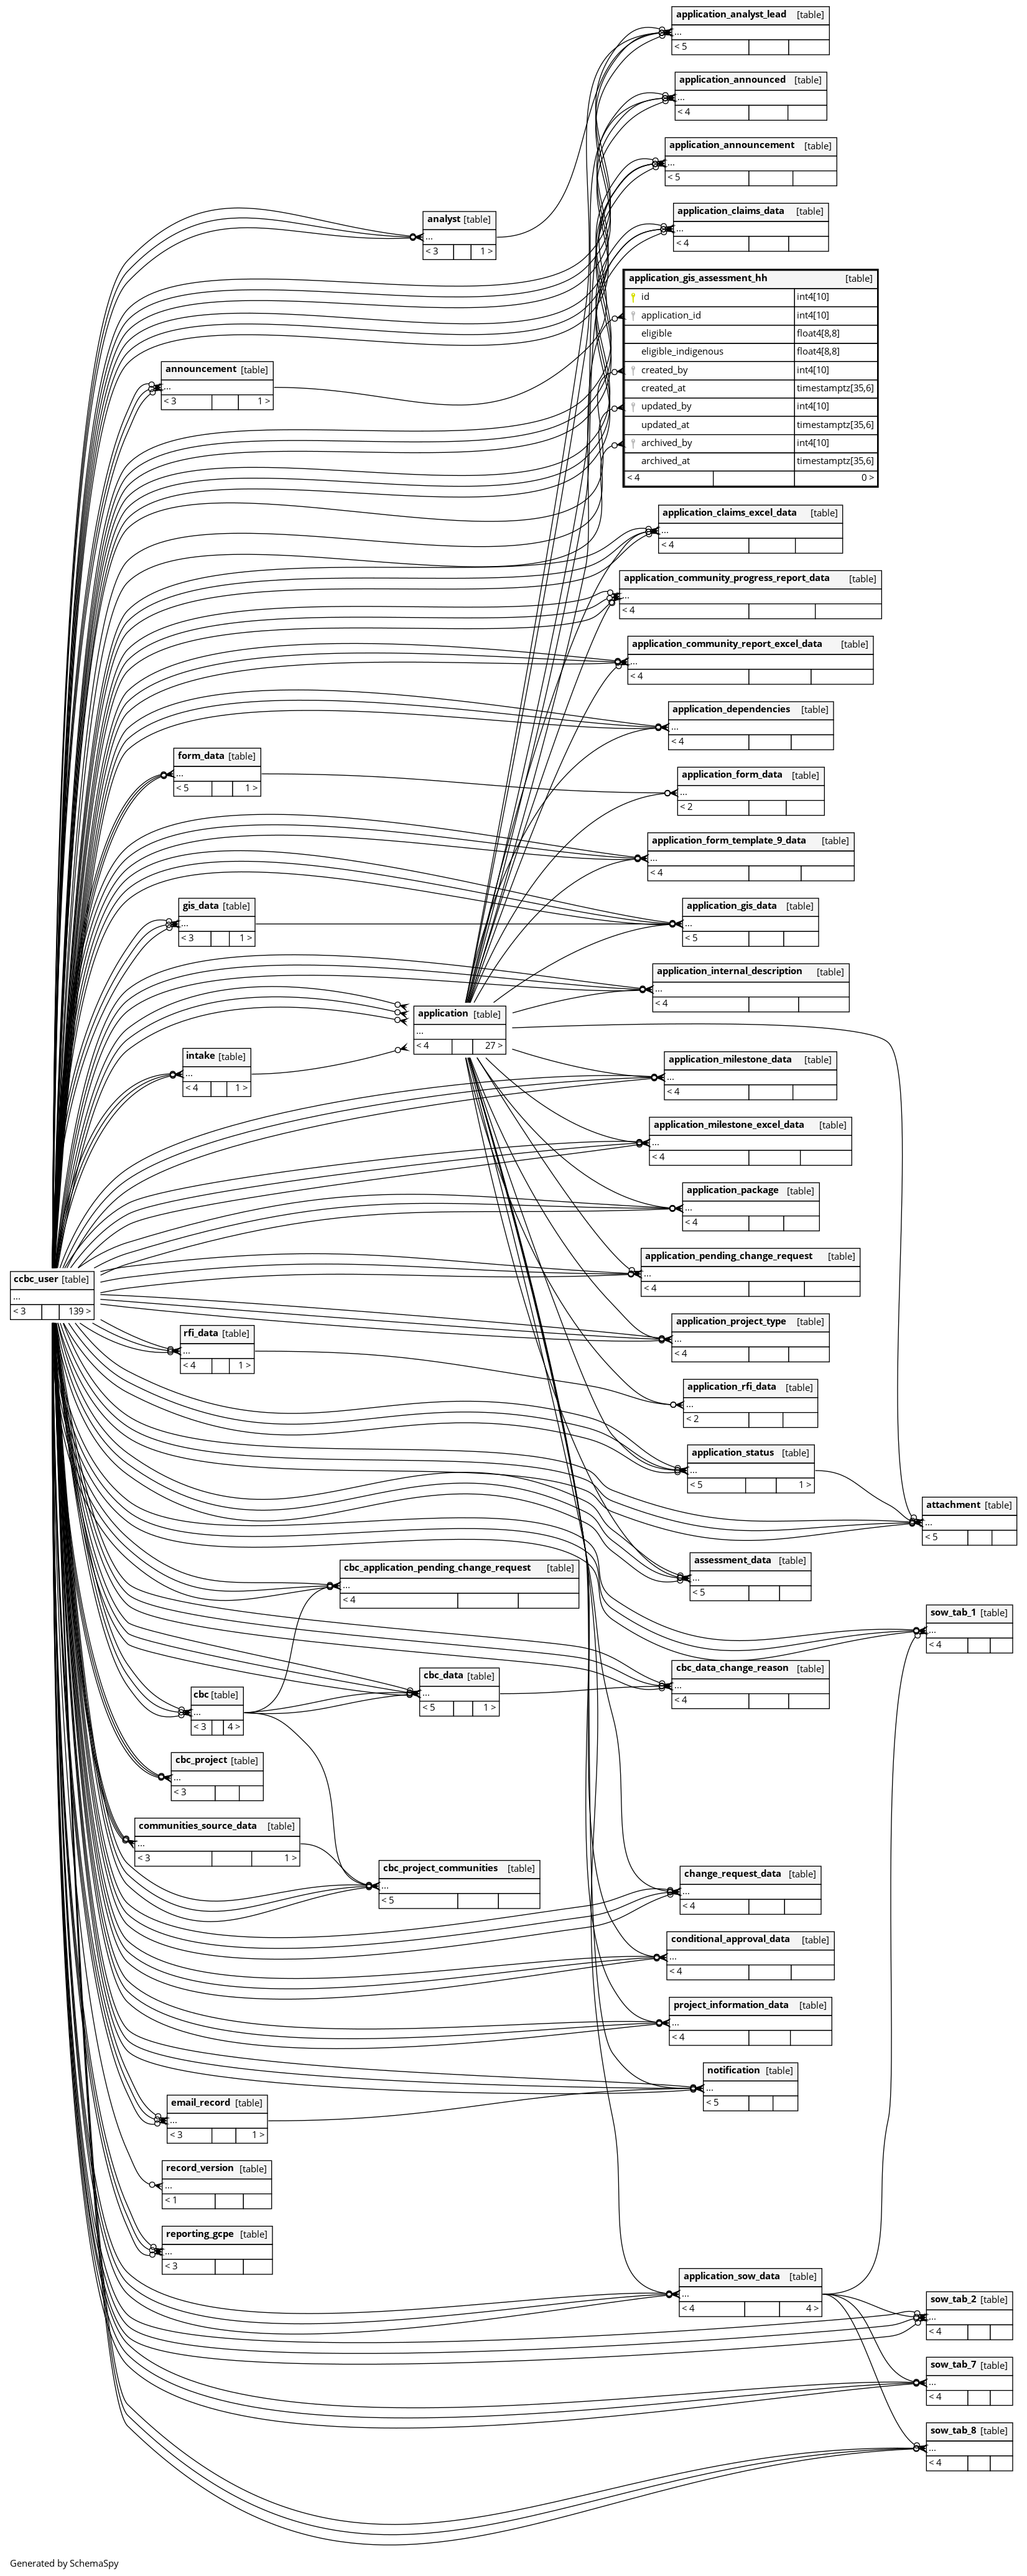 application_analyst_lead [table]
...
< 5
application_announced [table]
...
< 4
application_announcement [table]
...
< 5
application_claims_data [table]
...
< 4
analyst [table]
...
< 3 1 >
application_gis_assessment_hh [table]
id int4[10]
application_id int4[10]
eligible float4[8,8]
eligible_indigenous float4[8,8]
created_by int4[10]
created_at timestamptz[35,6]
updated_by int4[10]
updated_at timestamptz[35,6]
archived_by int4[10]
archived_at timestamptz[35,6]
< 4 0 >
announcement [table]
...
< 3 1 >
application_claims_excel_data [table]
...
< 4
application_community_progress_report_data [table]
...
< 4
application_community_report_excel_data [table]
...
< 4
application_dependencies [table]
...
< 4
form_data [table]
...
< 5 1 >
application_form_data [table]
...
< 2
application_form_template_9_data [table]
...
< 4
gis_data [table]
...
< 3 1 >
application_gis_data [table]
...
< 5
application_internal_description [table]
...
< 4
application [table]
...
< 4 27 >
intake [table]
...
< 4 1 >
application_milestone_data [table]
...
< 4
application_milestone_excel_data [table]
...
< 4
application_package [table]
...
< 4
application_pending_change_request [table]
...
< 4
ccbc_user [table]
...
< 3 139 >
application_project_type [table]
...
< 4
rfi_data [table]
...
< 4 1 >
application_rfi_data [table]
...
< 2
application_status [table]
...
< 5 1 >
attachment [table]
...
< 5
assessment_data [table]
...
< 5
cbc_application_pending_change_request [table]
...
< 4
sow_tab_1 [table]
...
< 4
cbc_data_change_reason [table]
...
< 4
cbc_data [table]
...
< 5 1 >
cbc [table]
...
< 3 4 >
cbc_project [table]
...
< 3
communities_source_data [table]
...
< 3 1 >
cbc_project_communities [table]
...
< 5
change_request_data [table]
...
< 4
conditional_approval_data [table]
...
< 4
project_information_data [table]
...
< 4
notification [table]
...
< 5
email_record [table]
...
< 3 1 >
record_version [table]
...
< 1
reporting_gcpe [table]
...
< 3
application_sow_data [table]
...
< 4 4 >
sow_tab_2 [table]
...
< 4
sow_tab_7 [table]
...
< 4
sow_tab_8 [table]
...
< 4
Generated by SchemaSpy